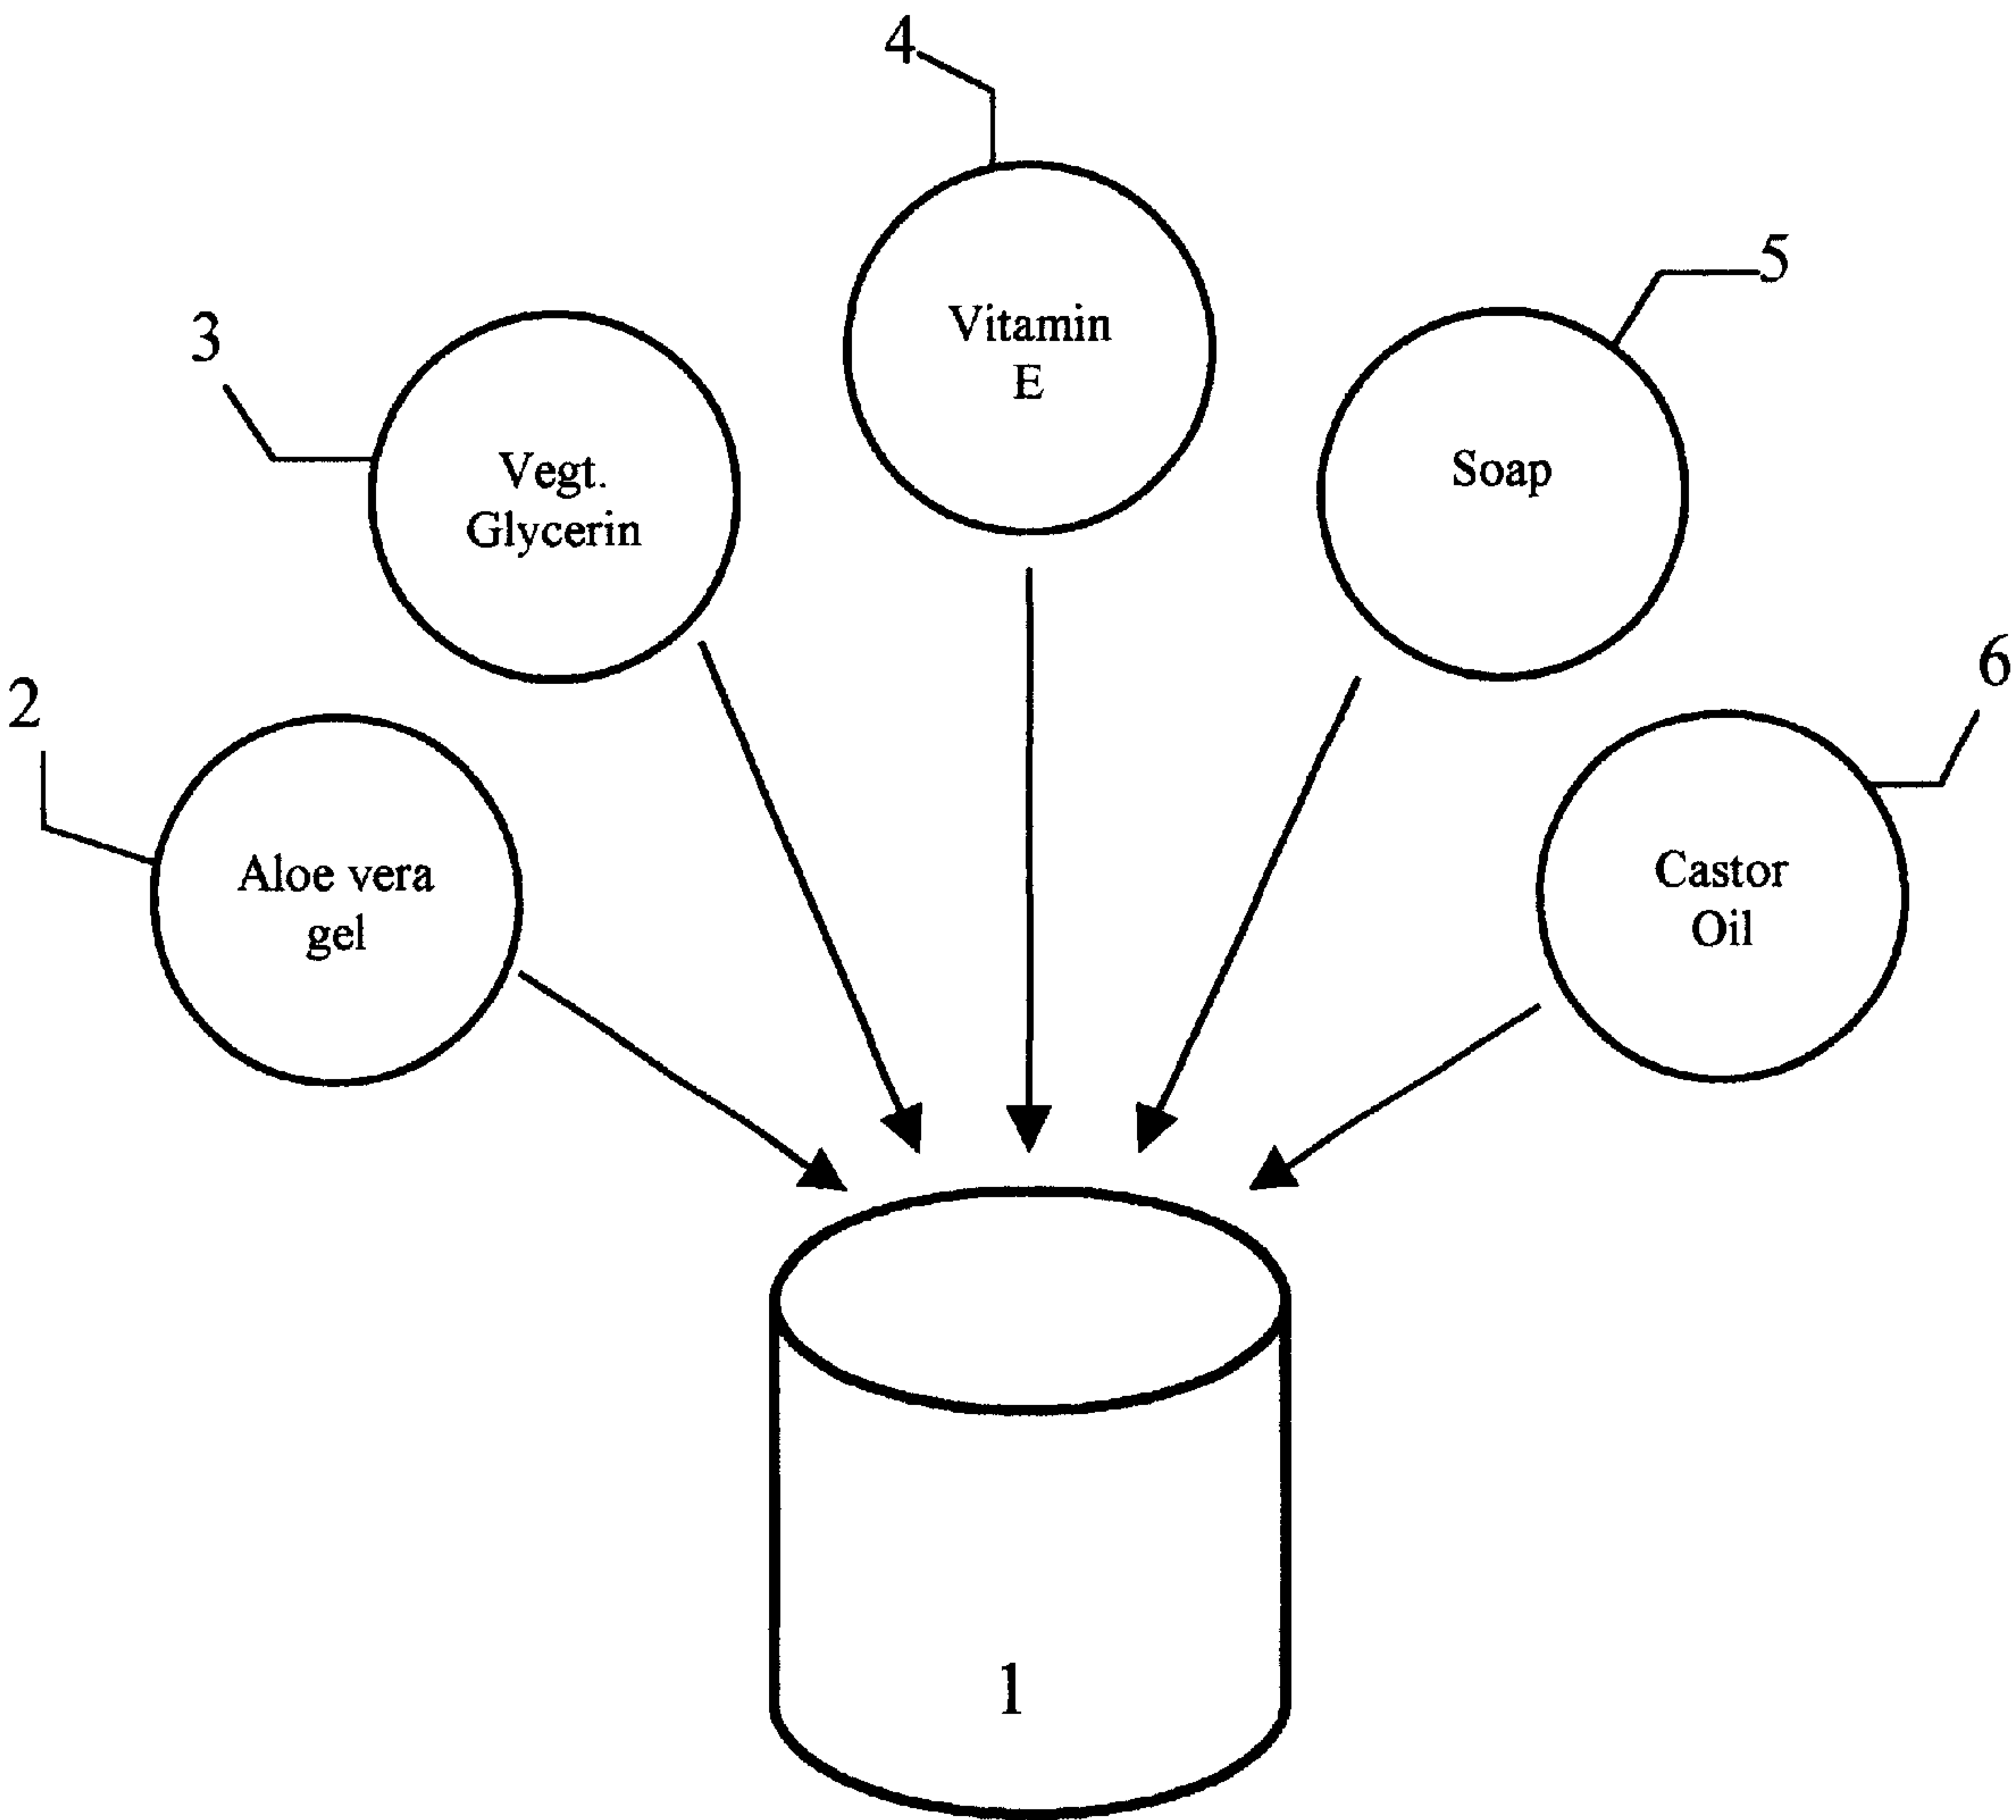 4
5
3
Vitamin
E
Vegt.
Glycerin
Soap
2
6
Aloe vera
gel
Castor
Oil
1